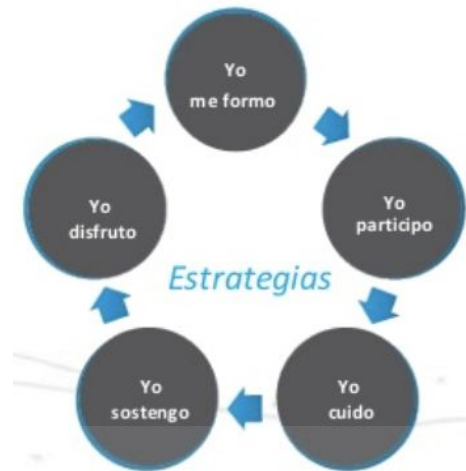 Yo
me formo
Yo
participo
Yo
cuido
Yo
sostengo
Yo
disfruto
Estrategias